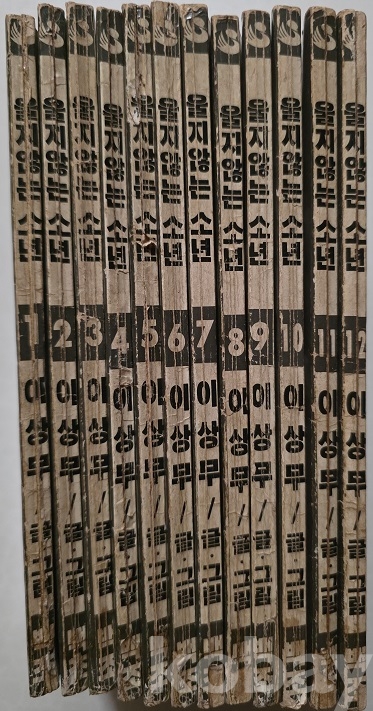 울지않는 소년 1 이상무/글·그림
울지않는 소년 2 이상무/글·그림
울지않는 소년 3 이상무/글·그림
울지않는 소년 4 이상무/글·그림
울지않는 소년 5 이상무/글·그림
울지않는 소년 6 이상무/글·그림
울지않는 소년 7 이상무/글·그림
울지않는 소년 8 이상무/글·그림
울지않는 소년 9 이상무/글·그림
울지않는 소년 10 이상무/글·그림
울지않는 소년 11 이상무/글·그림
울지않는 소년 12 이상무/글·그림
kobay